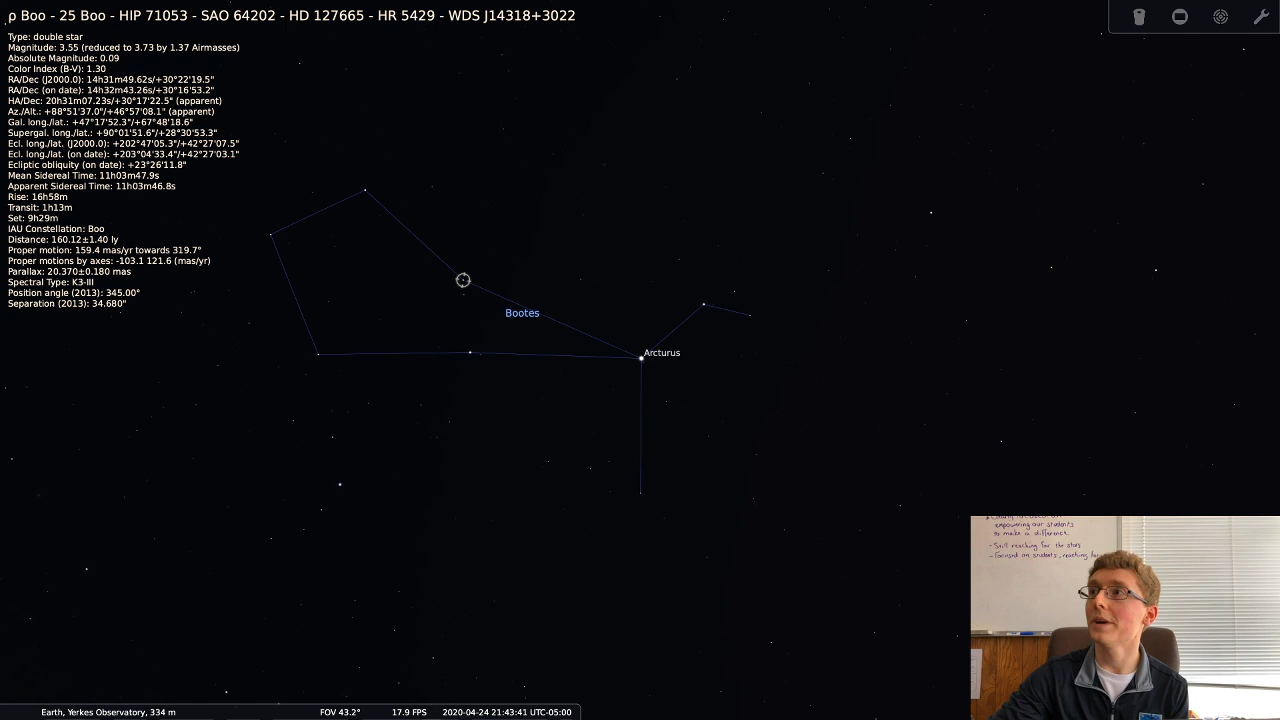 ρ Boo - 25 Boo - HIP 71053 - SAO 64202 - HD 127665 - HR 5429 - WDS J14318+3022
Type: double star
Magnitude: 3.55 (reduced to 3.73 by 1.37 Airmasses)
Absolute Magnitude: 0.09
Color Index (B-V): 1.30
RA/Dec (J2000.0): 14h31m49.62s/+30°22'19.5"
RA/Dec (on date): 14h32m43.26s/+30°16'53.2"
HA/Dec: 20h31m07.23s/+30°17'22.5" (apparent)
Az./Alt.: +88°51'37.0"/+46°57'08.1" (apparent)
Gal. long./lat.: +47°17'52.3"/+67°48'18.6"
Supergal. long./lat.: +90°01'51.6"/+28°30'53.3"
Ecl. long./lat. (J2000.0): +202°47'05.3"/+42°27'07.5"
Ecl. long./lat. (on date): +203°04'33.4"/+42°27'03.1"
Ecliptic obliquity (on date): +23°26'11.8"
Mean Sidereal Time: 11h03m47.9s
Apparent Sidereal Time: 11h03m46.8s
Rise: 16h58m
Transit: 1h13m
Set: 9h29m
IAU Constellation: Boo
Distance: 160.12±1.40 ly
Proper motion: 159.4 mas/yr towards 319.7°
Proper motions by axes: -103.1 121.6 (mas/yr)
Parallax: 20.370±0.180 mas
Spectral Type: K3-III
Position angle (2013): 345.00°
Separation (2013): 34.680"
Bootes
Arcturus
empowering our students
to make a difference.
- Still reaching for the stars
- Focused on students, reaching
Earth, Yerkes Observatory, 334 m FOV 43.2° 17.9 FPS 2020-04-24 21:43:41 UTC-05:00